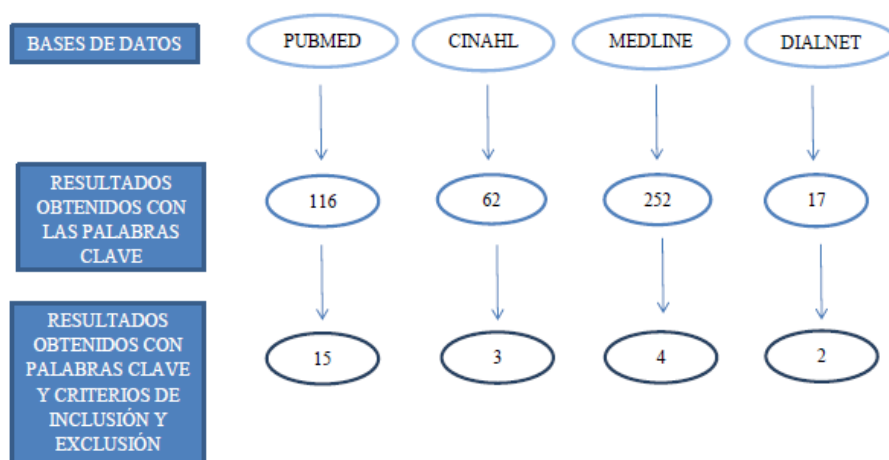 BASES DE DATOS
PUBMED
CINAHL
MEDLINE
DIALNET
RESULTADOS
OBTENIDOS CON
LAS PALABRAS
CLAVE
116
62
252
17
RESULTADOS
OBTENIDOS CON
PALABRAS CLAVE
Y CRITERIOS DE
INCLUSIÓN Y
EXCLUSIÓN
15
3
4
2